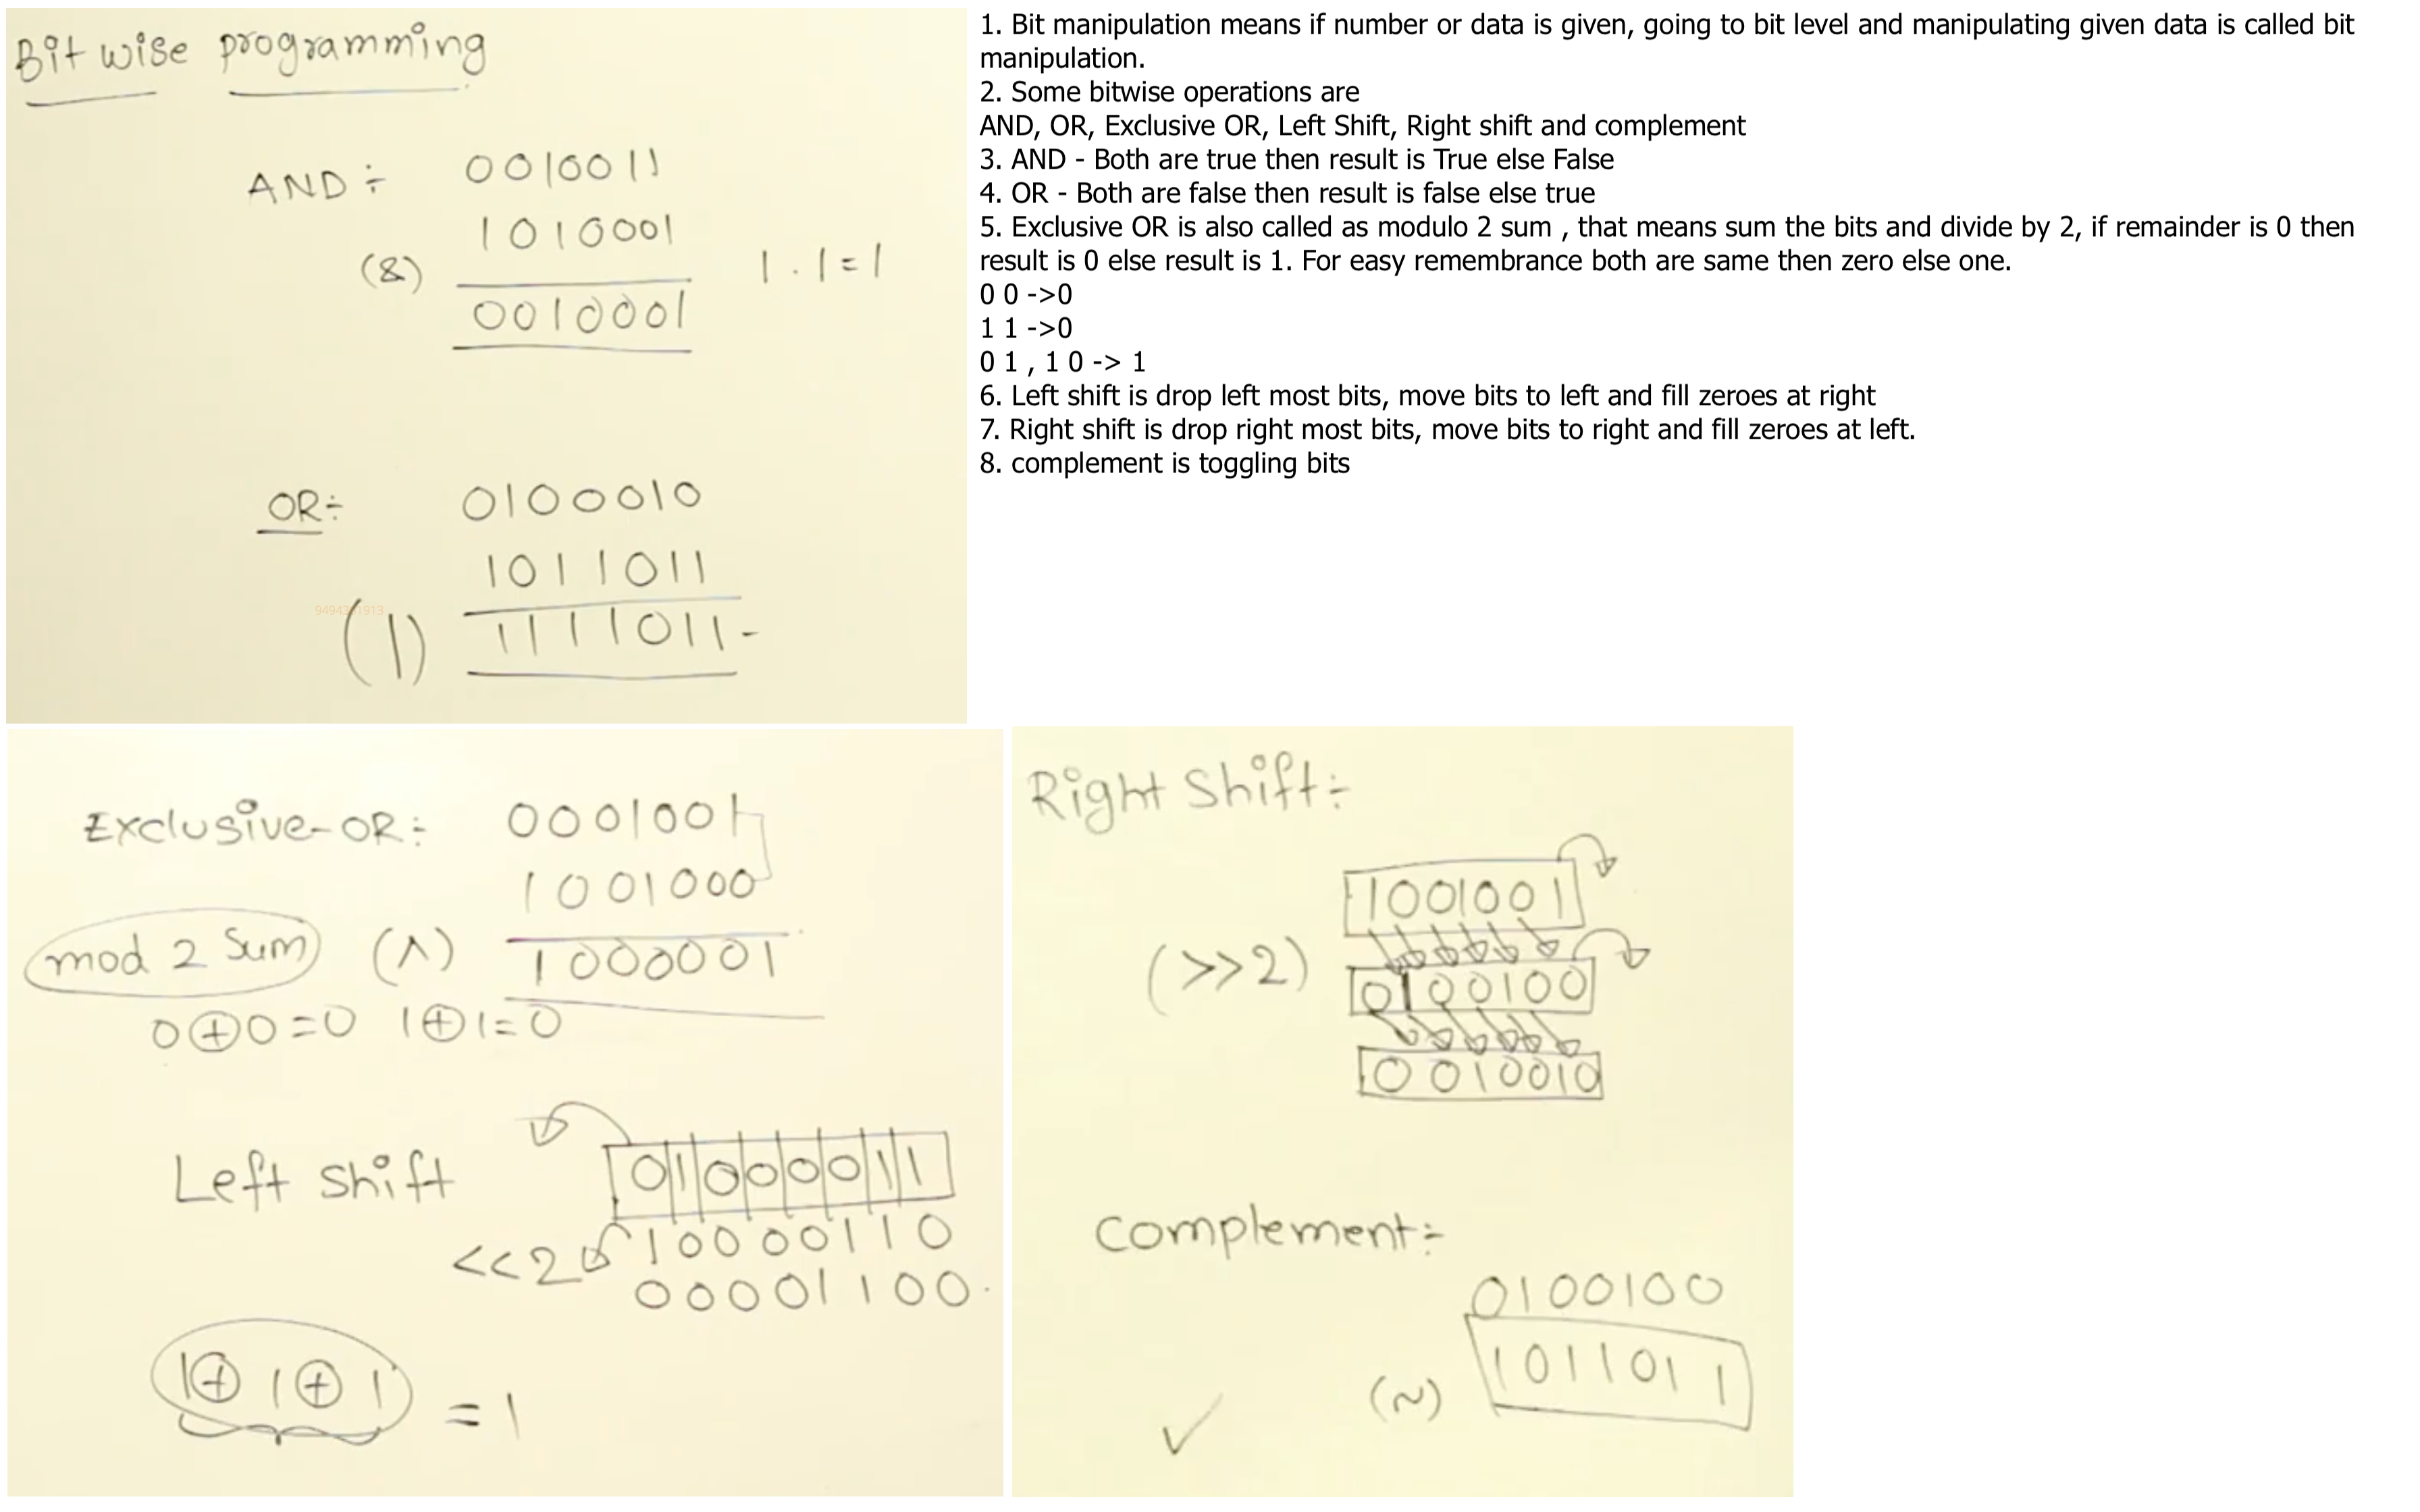 Bit wise programming
AND ÷ 0010011
1010001
(&) 1 . 1 = 1
0010001
OR ÷ 0100010
1011011
(|) 1111011 -
1. Bit manipulation means if number or data is given, going to bit level and manipulating given data is called bit
manipulation.
2. Some bitwise operations are
AND, OR, Exclusive OR, Left Shift, Right shift and complement
3. AND - Both are true then result is True else False
4. OR - Both are false then result is false else true
5. Exclusive OR is also called as modulo 2 sum , that means sum the bits and divide by 2, if remainder is 0 then
result is 0 else result is 1. For easy remembrance both are same then zero else one.
0 0 ->0
1 1 ->0
0 1 , 1 0 -> 1
6. Left shift is drop left most bits, move bits to left and fill zeroes at right
7. Right shift is drop right most bits, move bits to right and fill zeroes at left.
8. complement is toggling bits
Exclusive-OR ÷ 0001001
1001000
mod 2 Sum (^) 1000001
0 ⊕ 0 = 0 1 ⊕ 1 = 0
Left shift 01000011
<<2 10000110
00001100.
1 ⊕ 1 ⊕ 1 = 1
Right Shift ÷
1001001
(>>2) 0100100
0010010
Complement ÷
0100100
(~) 1011011